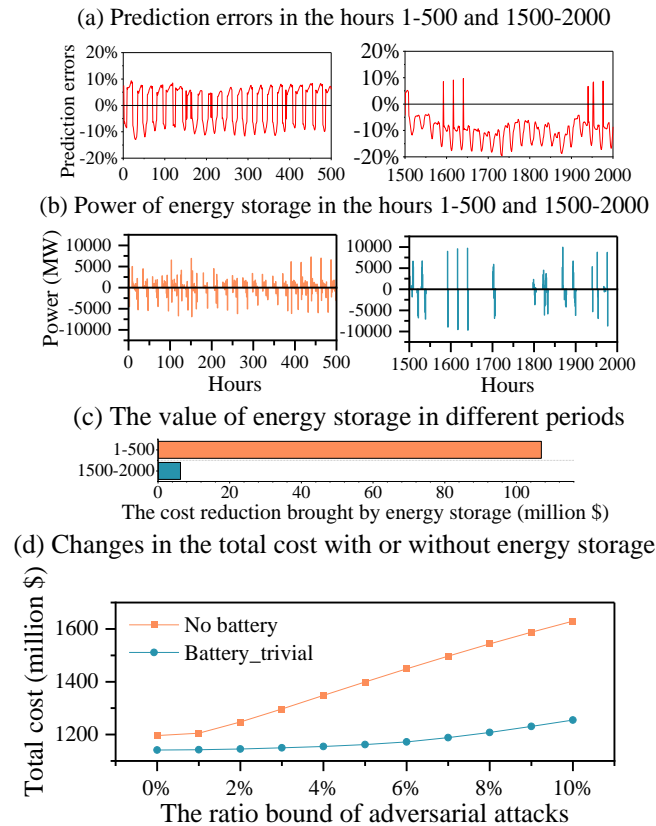 (a) Prediction errors in the hours 1-500 and 1500-2000
Prediction errors
20%
10%
0%
-10%
-20%
0 100 200 300 400 500
20%
10%
0%
-10%
-20%
1500 1600 1700 1800 1900 2000
(b) Power of energy storage in the hours 1-500 and 1500-2000
Power (MW)
10000
5000
0
-5000
-10000
0 100 200 300 400 500
Hours
10000
5000
0
-5000
-10000
1500 1600 1700 1800 1900 2000
Hours
(c) The value of energy storage in different periods
1-500
1500-2000
0 20 40 60 80 100
The cost reduction brought by energy storage (million $)
(d) Changes in the total cost with or without energy storage
Total cost (million $)
1600
1400
1200
No battery
Battery_trivial
0% 2% 4% 6% 8% 10%
The ratio bound of adversarial attacks